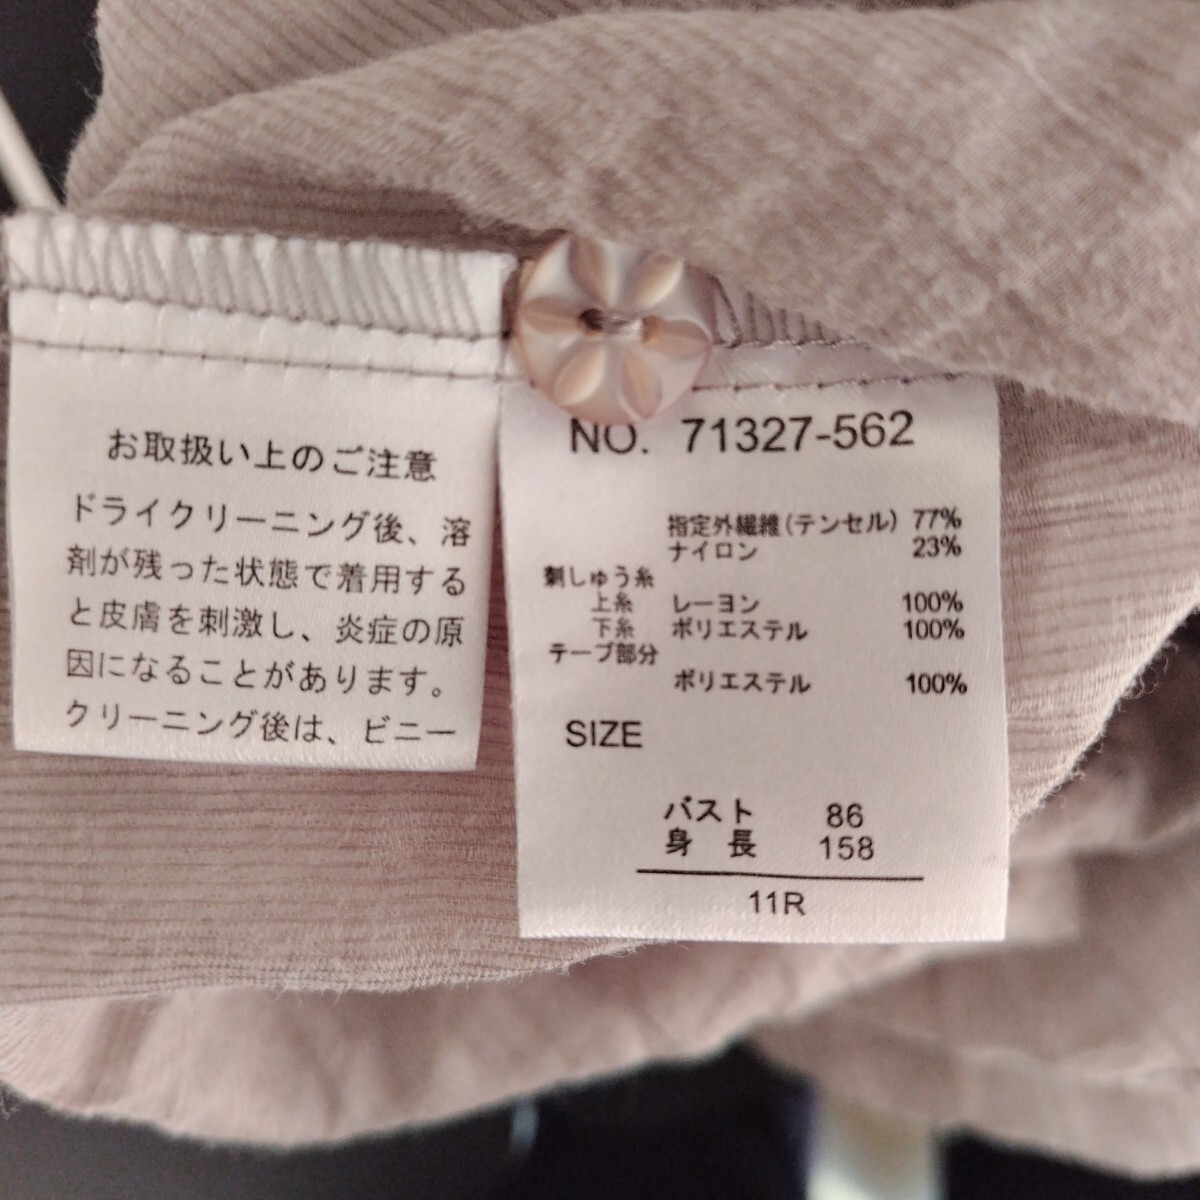 お取扱い上のご注意
ドライクリーニング後、溶
剤が残った状態で着用する
と皮膚を刺激し、炎症の原
因になることがあります。
クリーニング後は、ビニー
NO. 71327-562
指定外繊維(テンセル) 77%
ナイロン 23%
刺しゅう糸
上糸 レーヨン 100%
下糸 ポリエステル 100%
テープ部分
ポリエステル 100%
SIZE
バスト 86
身 長 158
11R